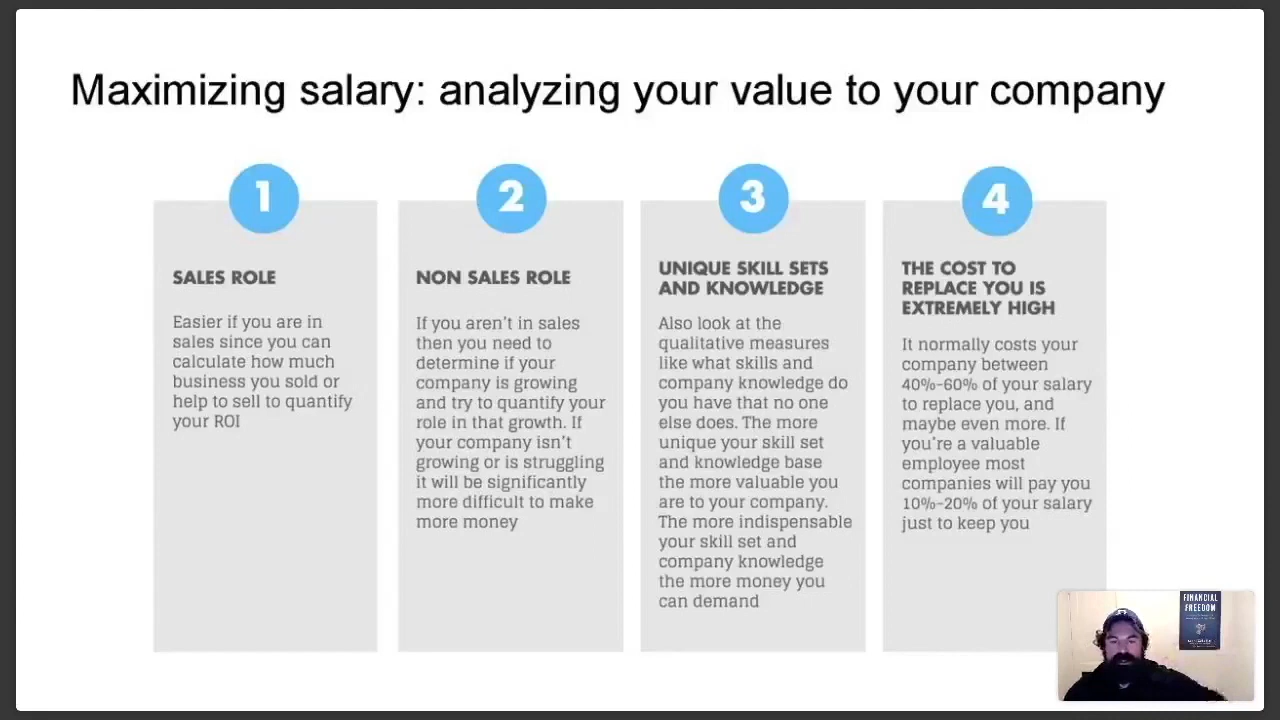 Maximizing salary: analyzing your value to your company
1
SALES ROLE
Easier if you are in
sales since you can
calculate how much
business you sold or
help to sell to quantify
your ROI
2
NON SALES ROLE
If you aren't in sales
then you need to
determine if your
company is growing
and try to quantify your
role in that growth. If
your company isn't
growing or is struggling
it will be significantly
more difficult to make
more money
3
UNIQUE SKILL SETS
AND KNOWLEDGE
Also look at the
qualitative measures
like what skills and
company knowledge do
you have that no one
else does. The more
unique your skill set
and knowledge base
the more valuable you
are to your company.
The more indispensable
your skill set and
company knowledge
the more money you
can demand
4
THE COST TO
REPLACE YOU IS
EXTREMELY HIGH
It normally costs your
company between
40%-60% of your salary
to replace you, and
maybe even more. If
you're a valuable
employee most
companies will pay you
10%-20% of your salary
just to keep you
FINANCIAL
FREEDOM